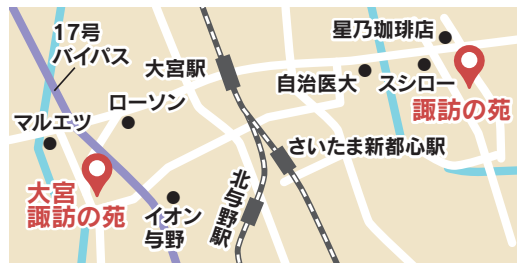 17号
バイパス
大宮駅
ローソン
マルエツ
大宮
諏訪の苑
イオン
与野
北与野駅
さいたま新都心駅
自治医大
星乃珈琲店
スシロー
諏訪の苑